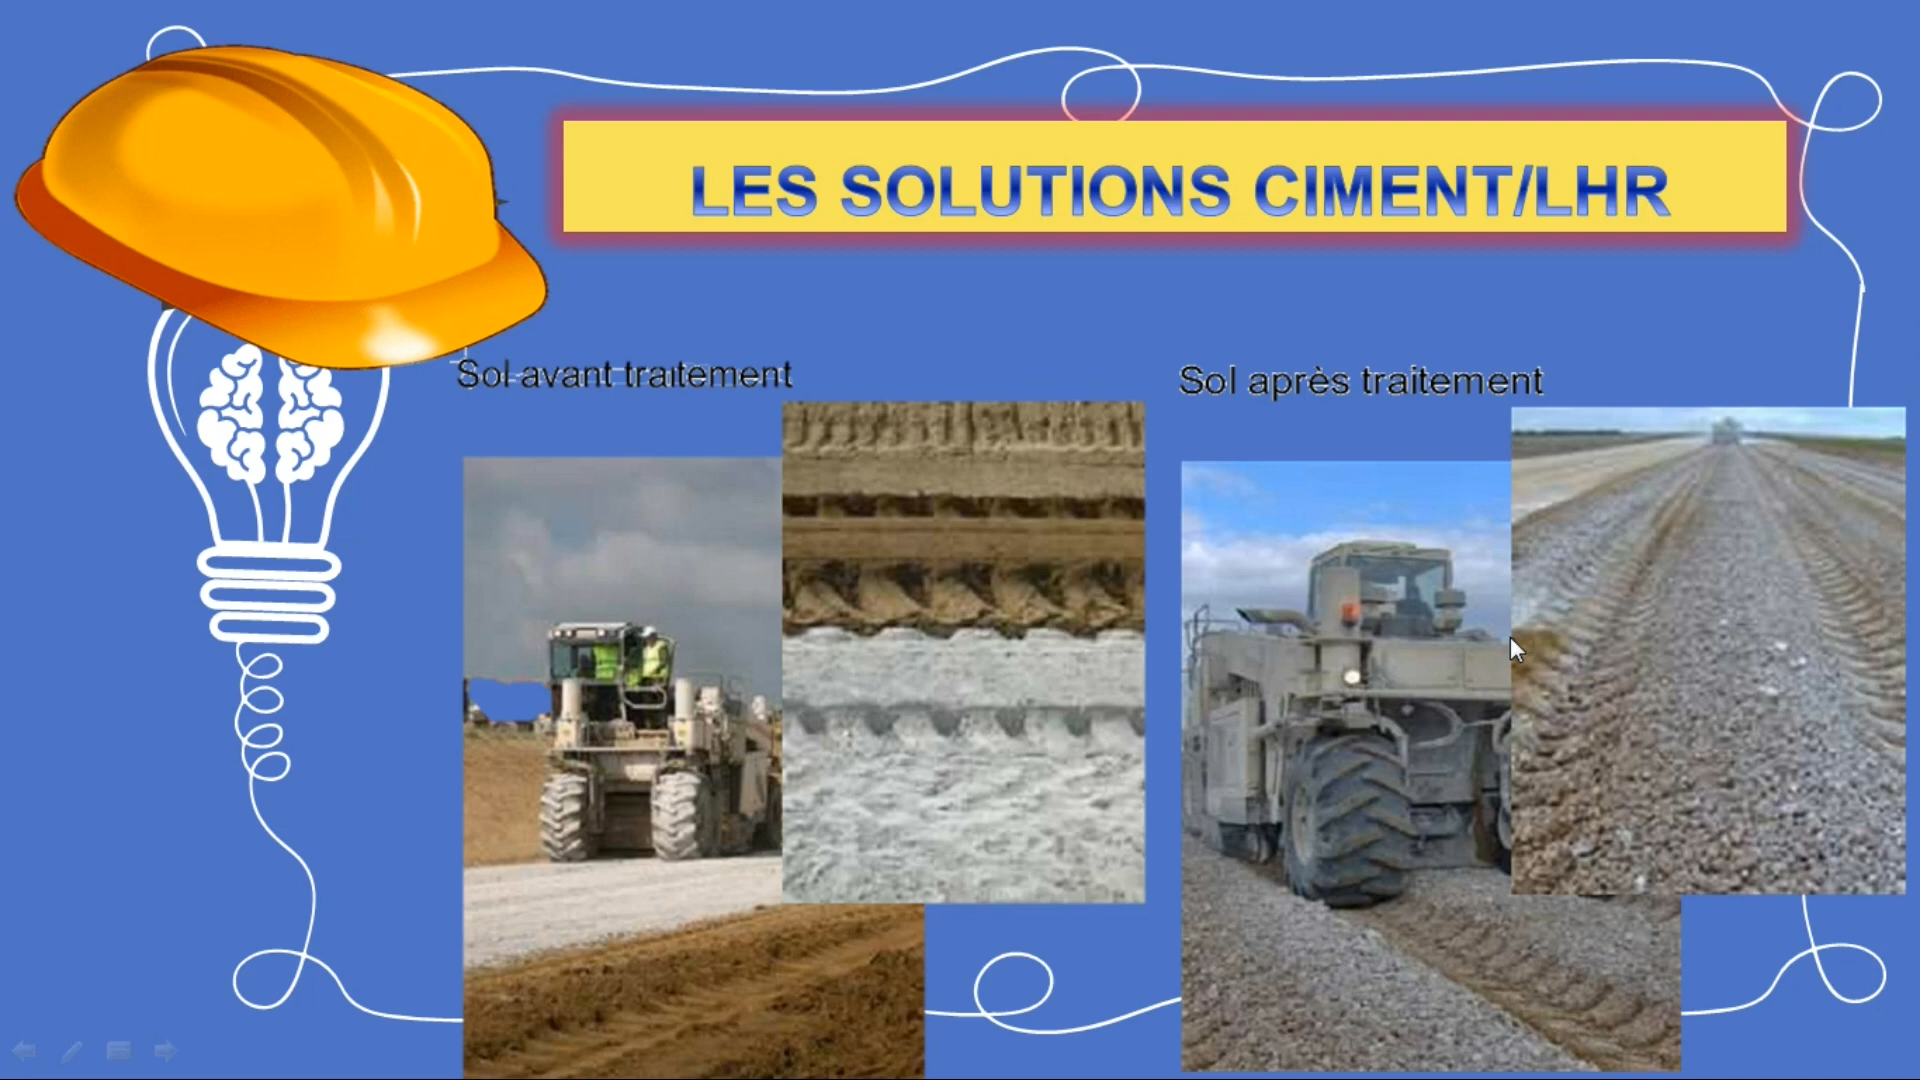 LES SOLUTIONS CIMENT/LHR
Sol avant traitement
Sol après traitement